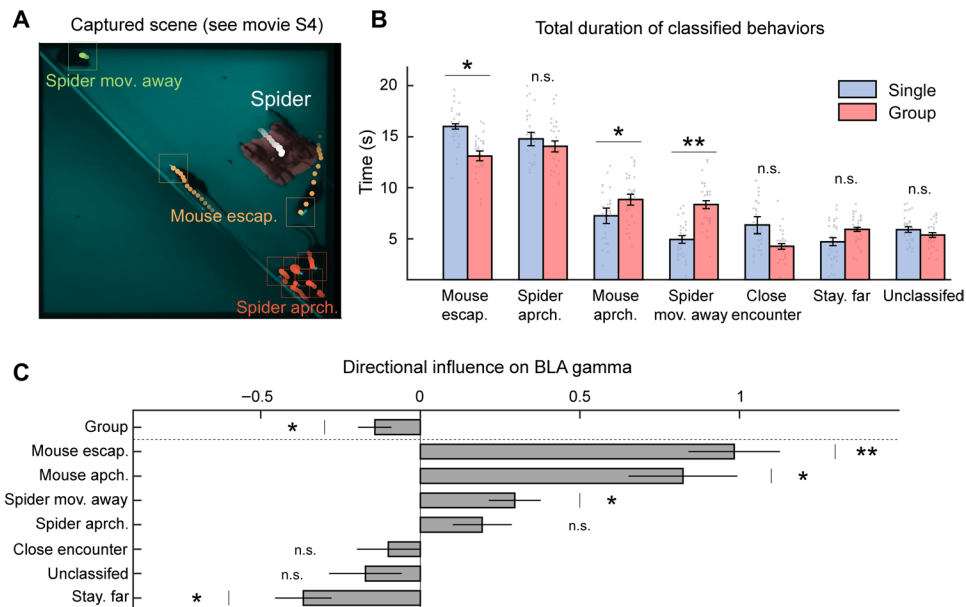 A
Captured scene (see movie S4)
Spider mov. away
Spider
Mouse escap.
Spider aprch.
B
Total duration of classified behaviors
Time (s)
20
15
10
5
*
n.s.
*
**
n.s.
n.s.
n.s.
Single
Group
Mouse escap.
Spider aprch.
Mouse aprch.
Spider mov. away
Close encounter
Stay. far
Unclassifed
C
Directional influence on BLA gamma
−0.5
0
0.5
1
Group
*
Mouse escap.
**
Mouse apch.
*
Spider mov. away
*
Spider aprch.
n.s.
Close encounter
n.s.
Unclassifed
n.s.
Stay. far
*